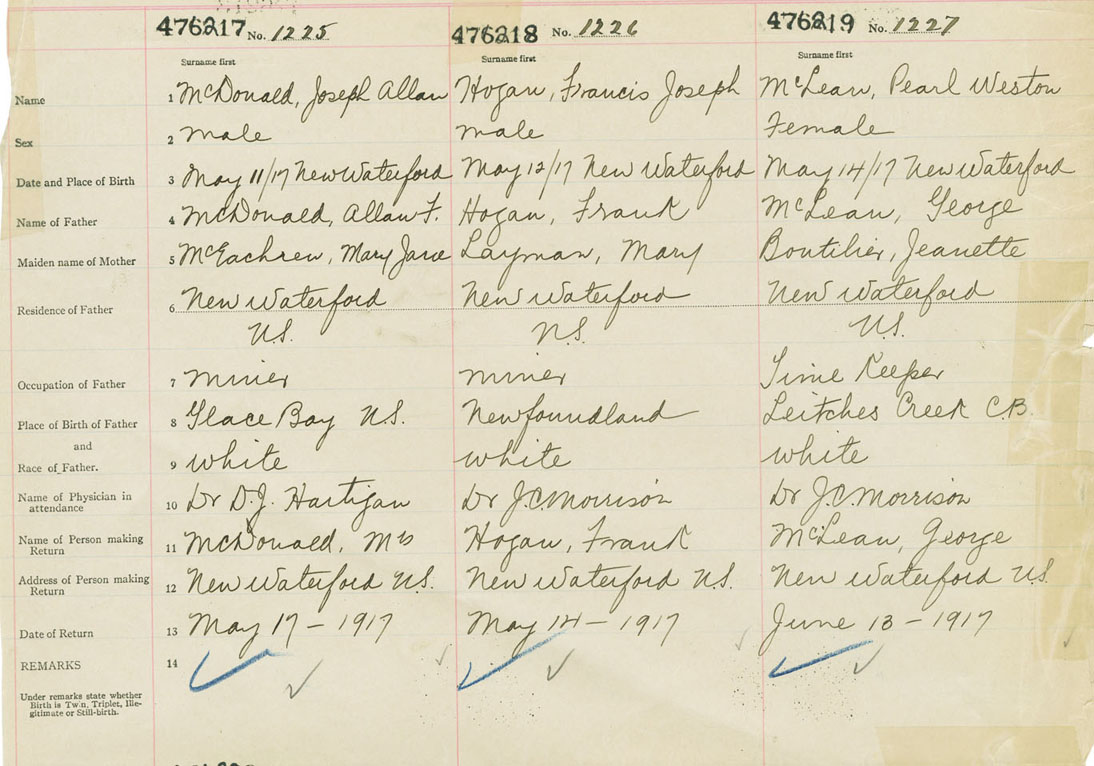 476217 No. 1225 476218 No. 1226 476219 No. 1227
Surname first Surname first Surname first
Name 1 McDonald, Joseph Allan Hogan, Francis Joseph McLean, Pearl Weston
Sex 2 male male Female
Date and Place of Birth 3 May 11/17 New Waterford May 12/17 New Waterford May 14/17 New Waterford
Name of Father 4 McDonald, Allan F. Hogan, Frank McLean, George
Maiden name of Mother 5 McEachren, Mary Jane Layman, Mary Boutilier, Jeanette
Residence of Father 6 New Waterford New Waterford New Waterford
N.S. N.S. N.S.
Occupation of Father 7 miner miner Time Keeper
Place of Birth of Father 8 Glace Bay N.S. Newfoundland Leitches Creek C.B.
and
Race of Father. 9 white white white
Name of Physician in
attendance 10 Dr D.J. Hartigan Dr J.C. Morrison Dr J.C. Morrison
Name of Person making
Return 11 McDonald, Mrs Hogan, Frank McLean, George
Address of Person making
Return 12 New Waterford N.S. New Waterford N.S. New Waterford N.S.
Date of Return 13 May 17 - 1917 May 14 - 1917 June 13 - 1917
REMARKS 14
Under remarks state whether
Birth is Twin, Triplet, Ille-
gitimate or Still-birth.